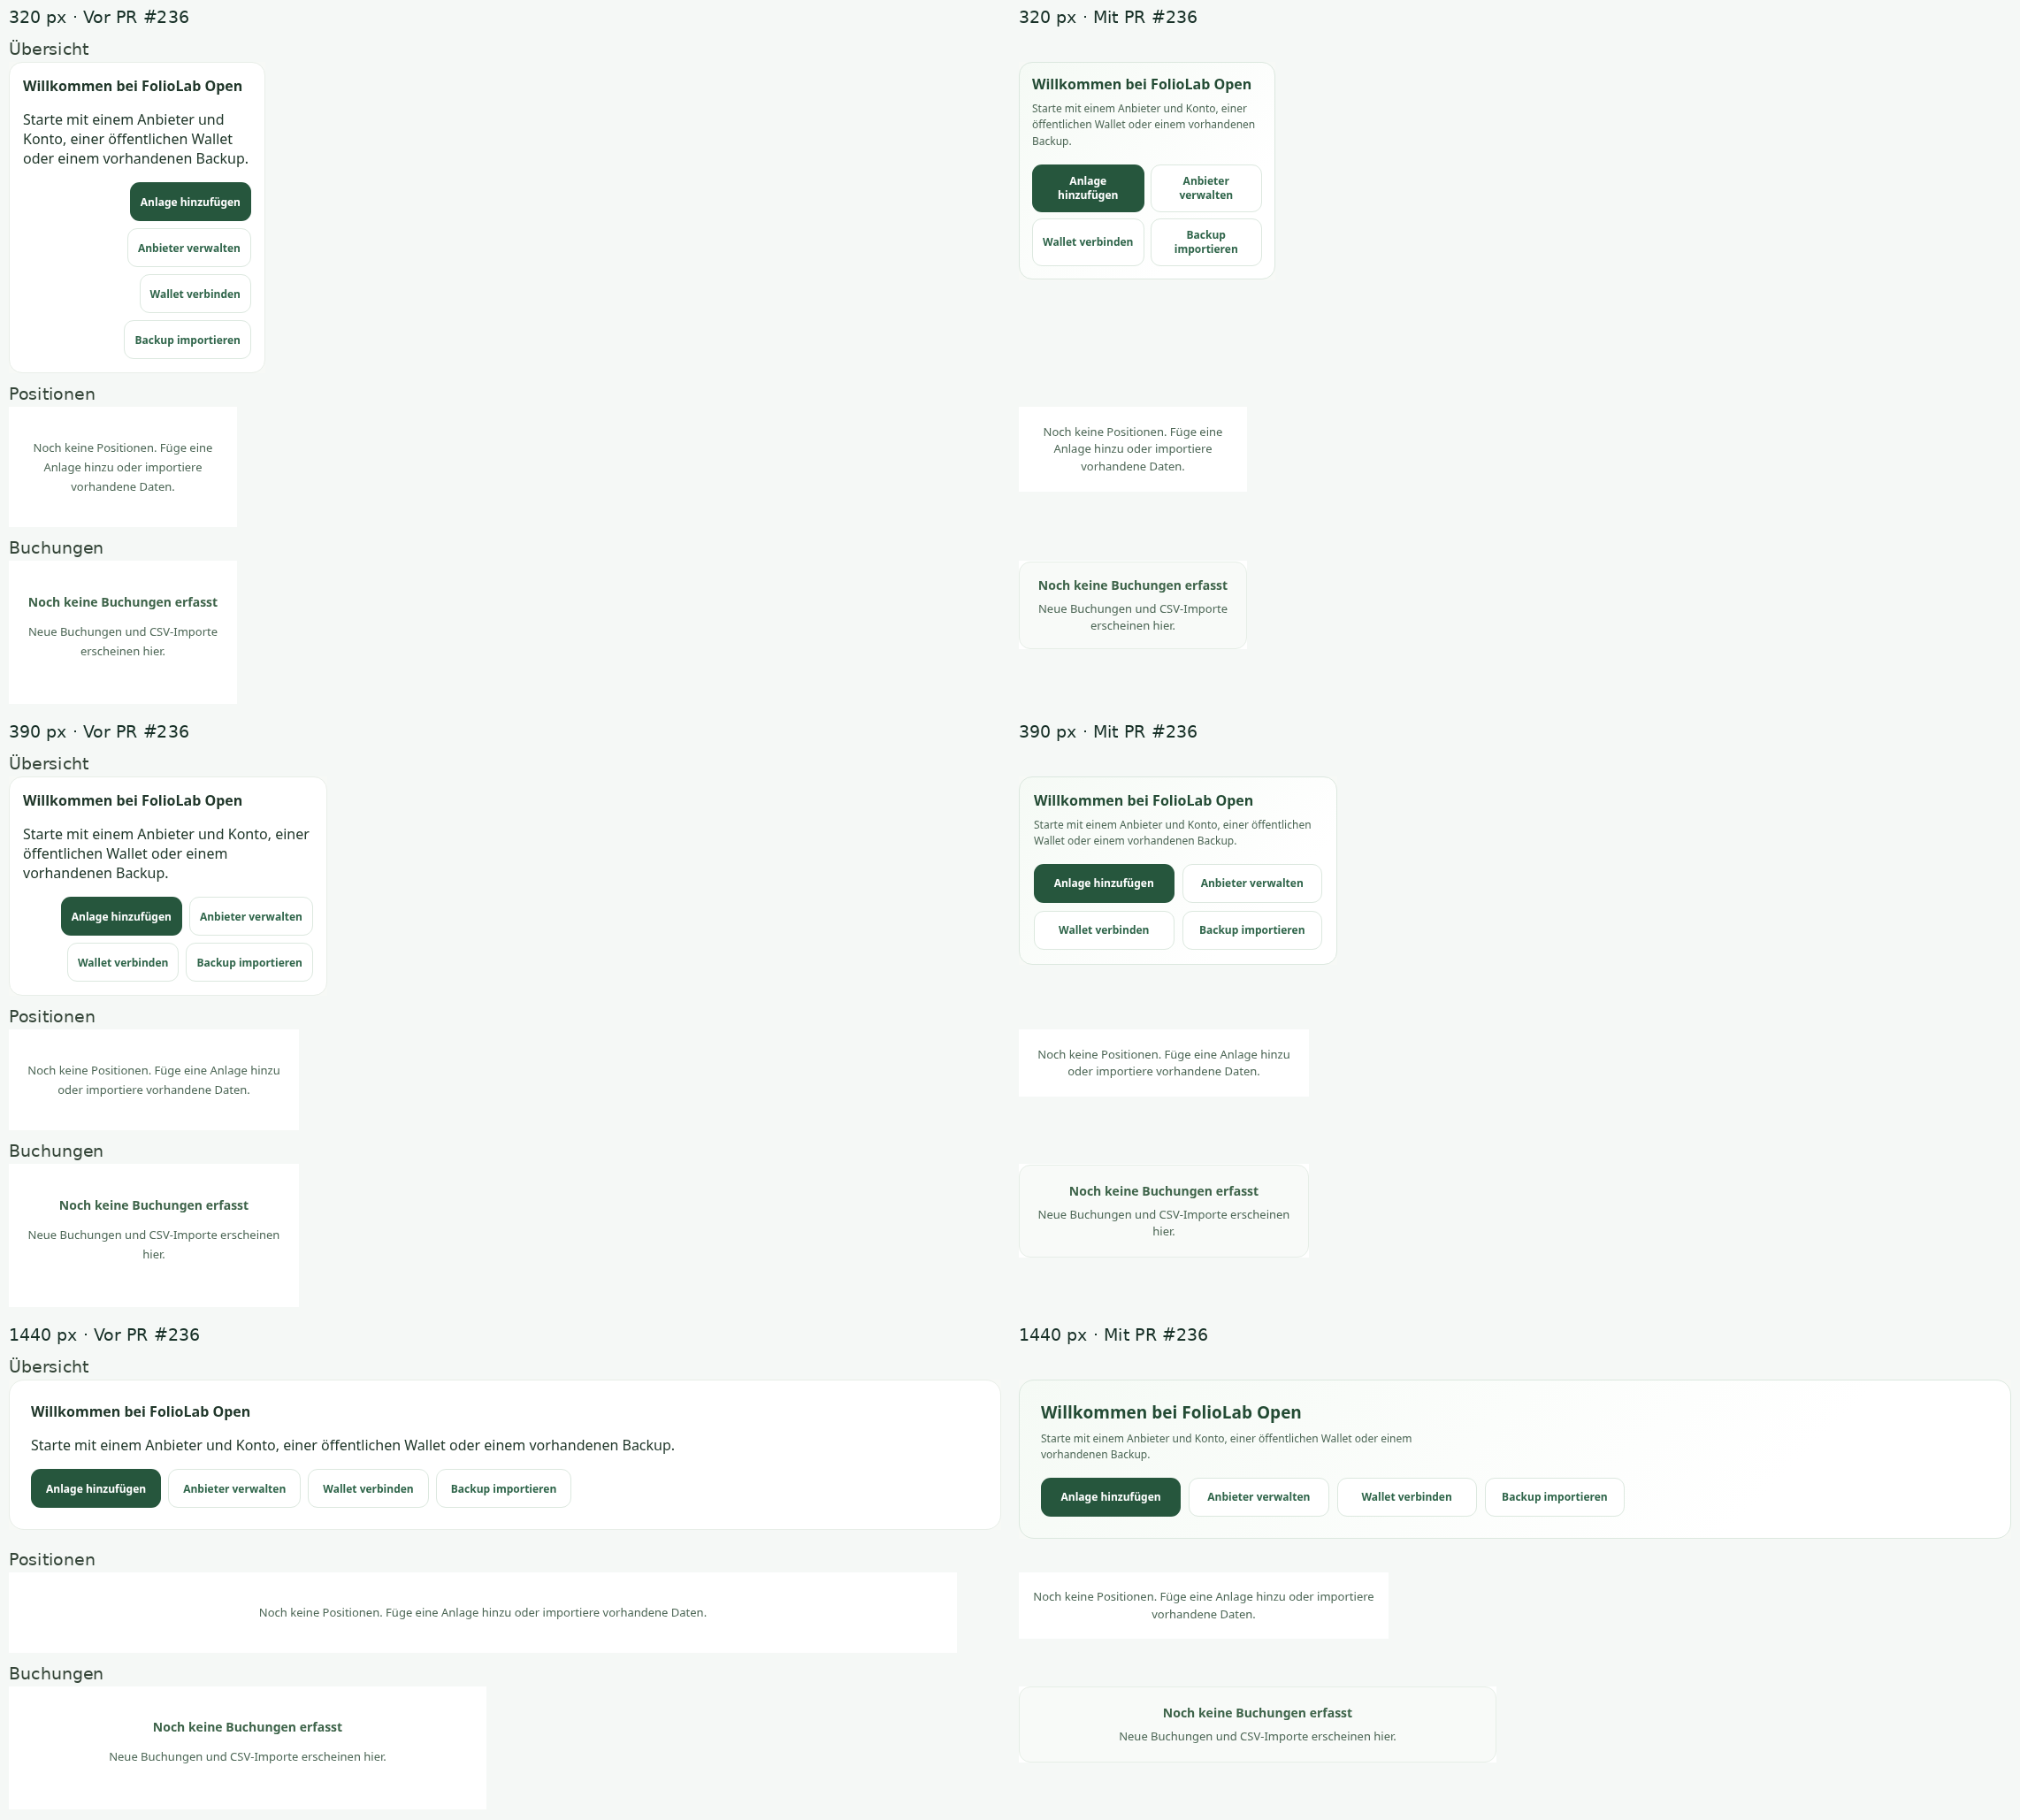 320 px · Vor PR #236
Übersicht
Willkommen bei FolioLab Open
Starte mit einem Anbieter und
Konto, einer öffentlichen Wallet
oder einem vorhandenen Backup.
Anlage hinzufügen
Anbieter verwalten
Wallet verbinden
Backup importieren
Positionen
Noch keine Positionen. Füge eine
Anlage hinzu oder importiere
vorhandene Daten.
Buchungen
Noch keine Buchungen erfasst
Neue Buchungen und CSV-Importe
erscheinen hier.
320 px · Mit PR #236
Willkommen bei FolioLab Open
Starte mit einem Anbieter und Konto, einer
öffentlichen Wallet oder einem vorhandenen
Backup.
Anlage
hinzufügen
Anbieter
verwalten
Wallet verbinden
Backup
importieren
Noch keine Positionen. Füge eine
Anlage hinzu oder importiere
vorhandene Daten.
Noch keine Buchungen erfasst
Neue Buchungen und CSV-Importe
erscheinen hier.
390 px · Vor PR #236
Übersicht
Willkommen bei FolioLab Open
Starte mit einem Anbieter und Konto, einer
öffentlichen Wallet oder einem
vorhandenen Backup.
Anlage hinzufügen
Anbieter verwalten
Wallet verbinden
Backup importieren
Positionen
Noch keine Positionen. Füge eine Anlage hinzu
oder importiere vorhandene Daten.
Buchungen
Noch keine Buchungen erfasst
Neue Buchungen und CSV-Importe erscheinen
hier.
390 px · Mit PR #236
Willkommen bei FolioLab Open
Starte mit einem Anbieter und Konto, einer öffentlichen
Wallet oder einem vorhandenen Backup.
Anlage hinzufügen
Anbieter verwalten
Wallet verbinden
Backup importieren
Noch keine Positionen. Füge eine Anlage hinzu
oder importiere vorhandene Daten.
Noch keine Buchungen erfasst
Neue Buchungen und CSV-Importe erscheinen
hier.
1440 px · Vor PR #236
Übersicht
Willkommen bei FolioLab Open
Starte mit einem Anbieter und Konto, einer öffentlichen Wallet oder einem vorhandenen Backup.
Anlage hinzufügen
Anbieter verwalten
Wallet verbinden
Backup importieren
Positionen
Noch keine Positionen. Füge eine Anlage hinzu oder importiere vorhandene Daten.
Buchungen
Noch keine Buchungen erfasst
Neue Buchungen und CSV-Importe erscheinen hier.
1440 px · Mit PR #236
Willkommen bei FolioLab Open
Starte mit einem Anbieter und Konto, einer öffentlichen Wallet oder einem
vorhandenen Backup.
Anlage hinzufügen
Anbieter verwalten
Wallet verbinden
Backup importieren
Noch keine Positionen. Füge eine Anlage hinzu oder importiere
vorhandene Daten.
Noch keine Buchungen erfasst
Neue Buchungen und CSV-Importe erscheinen hier.